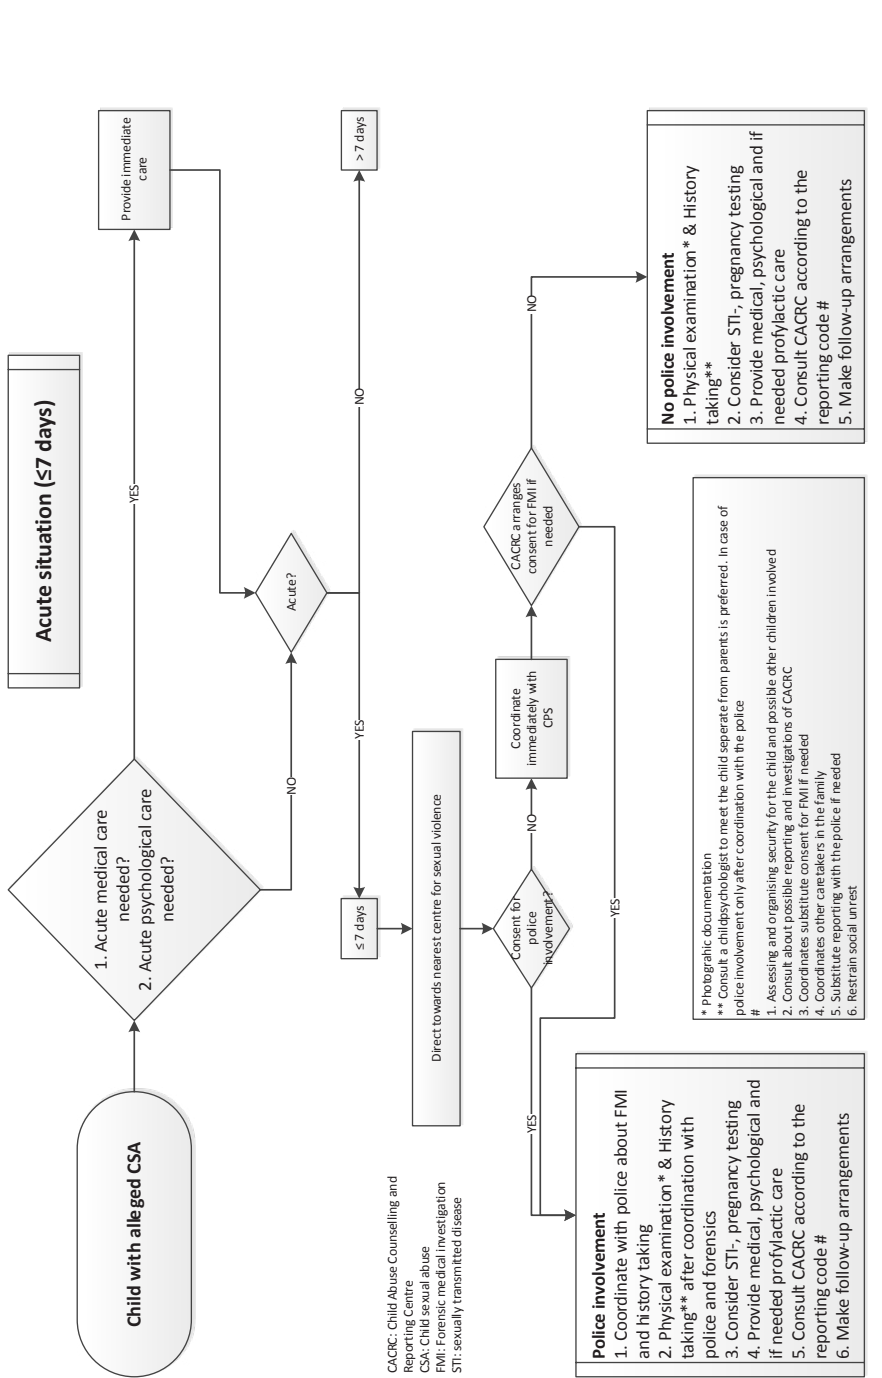 Acute situation (≤7 days)
Child with alleged CSA
1. Acute medical care
needed?
2. Acute psychological care
needed?
YES
Provide immediate
care
NO
Acute?
YES
NO
≤ 7 days
> 7 days
Direct towards nearest centre for sexual violence
Consent for
police
involvement?
NO
Coordinate
immediately with
CPS
CACRC arranges
consent for FMI if
needed
NO
YES
YES
CACRC: Child Abuse Counselling and
Reporting Centre
CSA: Child sexual abuse
FMI: Forensic medical investigation
STI: sexually transmitted disease
Police involvement
1. Coordinate with police about FMI
and history taking
2. Physical examination* & History
taking** after coordination with
police and forensics
3. Consider STI-, pregnancy testing
4. Provide medical, psychological and
if needed profylactic care
5. Consult CACRC according to the
reporting code #
6. Make follow-up arrangements
* Photograhic documentation
** Consult a childpsychologist to meet the child seperate from parents is preferred. In case of
police involvement only after coordination with the police
#
1. Assessing and organising security for the child and possible other children involved
2. Consult about possible reporting and investigations of CACRC
3. Coordinates substitute consent for FMI if needed
4. Coordinates other caretakers in the family
5. Substitute reporting with the police if needed
6. Restrain social unrest
No police involvement
1. Physical examination* & History
taking**
2. Consider STI-, pregnancy testing
3. Provide medical, psychological and if
needed profylactic care
4. Consult CACRC according to the
reporting code #
5. Make follow-up arrangements